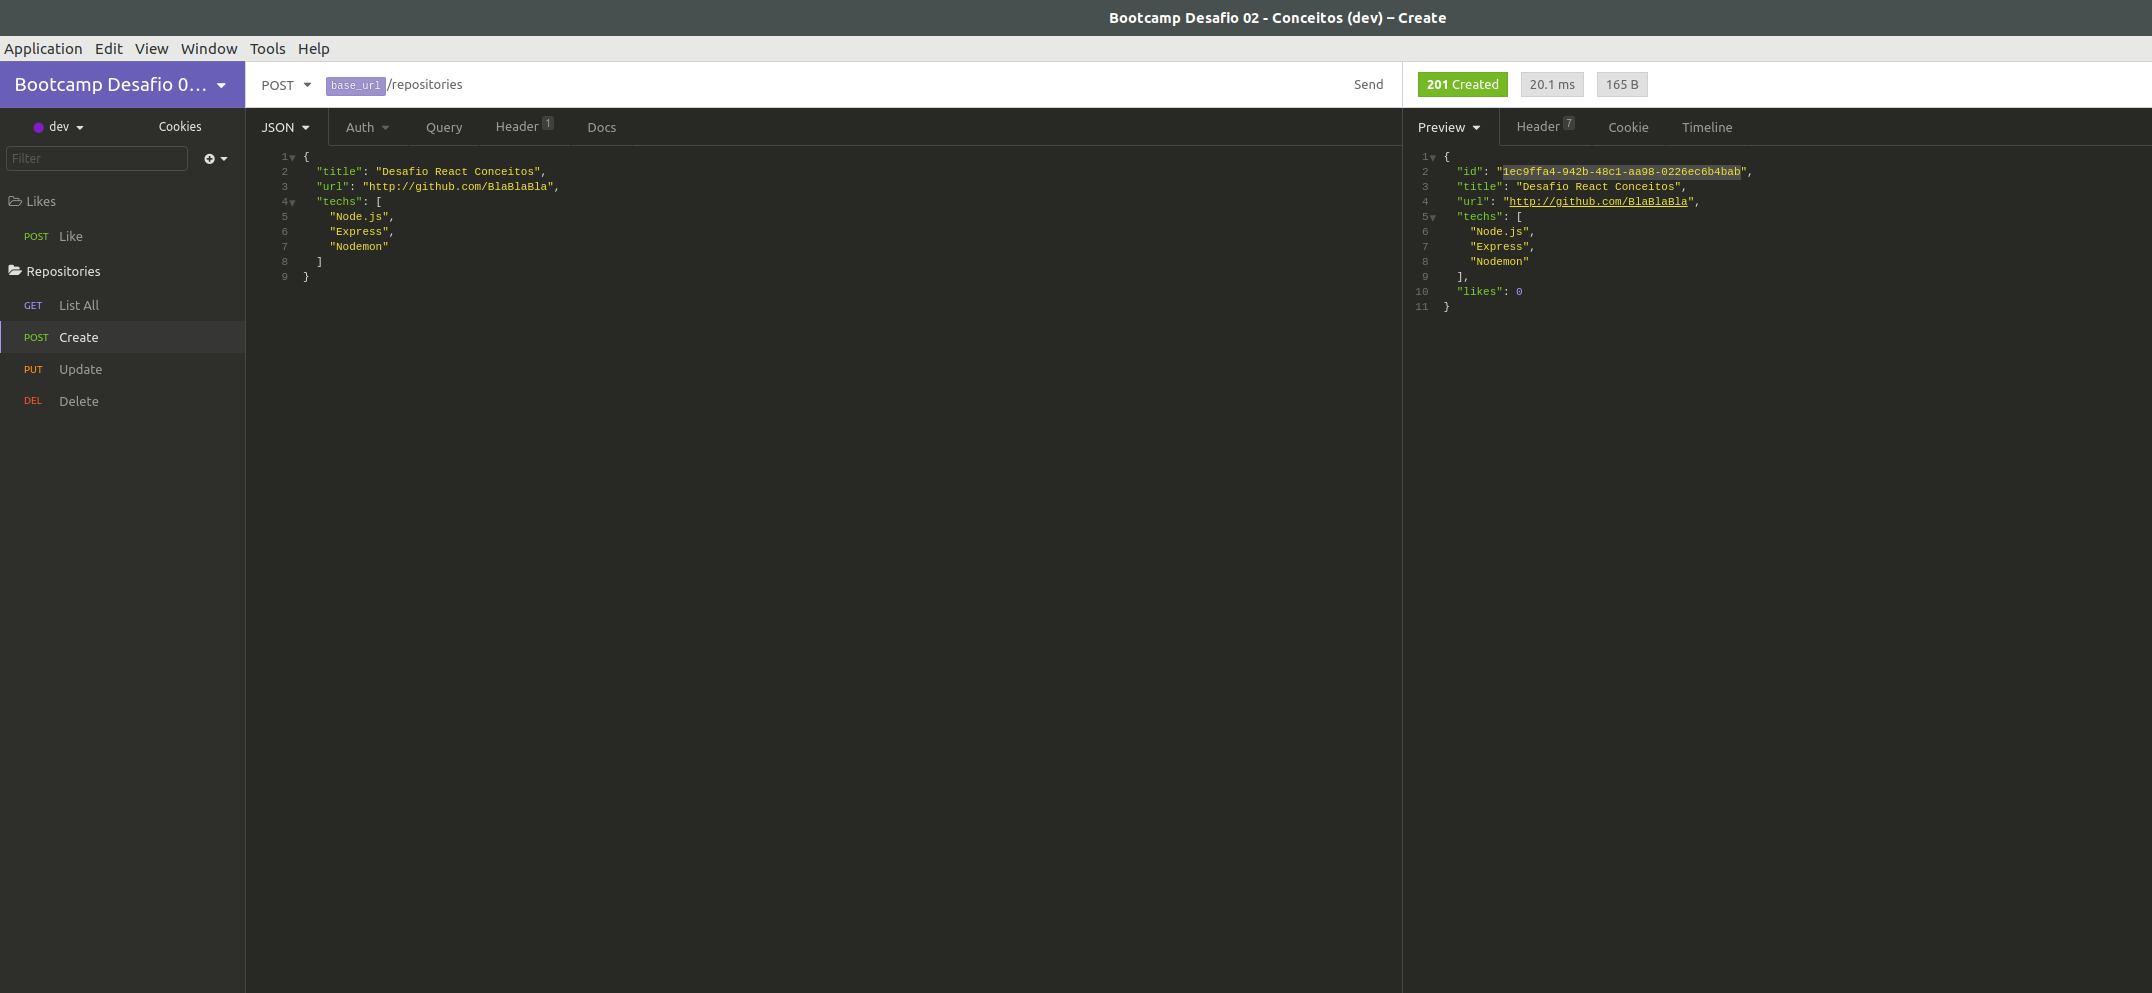 Bootcamp Desafio 02 - Conceitos (dev) – Create
Application Edit View Window Tools Help
Bootcamp Desafio 0...
POST base_url/repositories Send
201 Created 20.1 ms 165 B
dev Cookies
Filter
Likes
POST Like
Repositories
GET List All
POST Create
PUT Update
DEL Delete
JSON Auth Query Header 1 Docs
1 {
2 "title": "Desafio React Conceitos",
3 "url": "http://github.com/BlaBlaBla",
4 "techs": [
5 "Node.js",
6 "Express",
7 "Nodemon"
8 ]
9 }
Preview Header 7 Cookie Timeline
1 {
2 "id": "1ec9ffa4-942b-48c1-aa98-0226ec6b4bab",
3 "title": "Desafio React Conceitos",
4 "url": "http://github.com/BlaBlaBla",
5 "techs": [
6 "Node.js",
7 "Express",
8 "Nodemon"
9 ],
10 "likes": 0
11 }